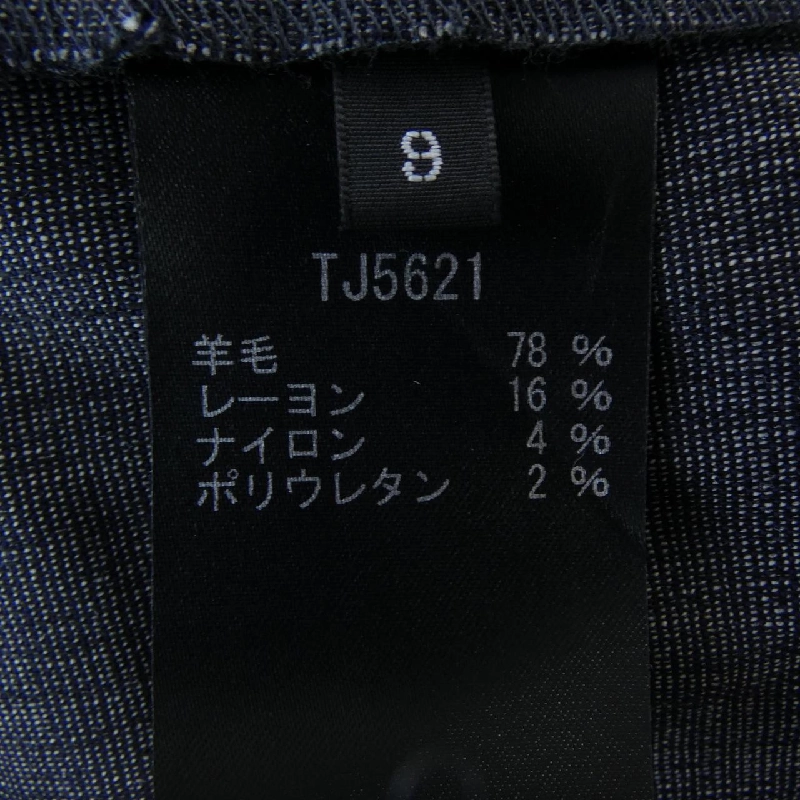 9
TJ5621
羊毛 78 %
レーヨン 16 %
ナイロン 4 %
ポリウレタン 2 %